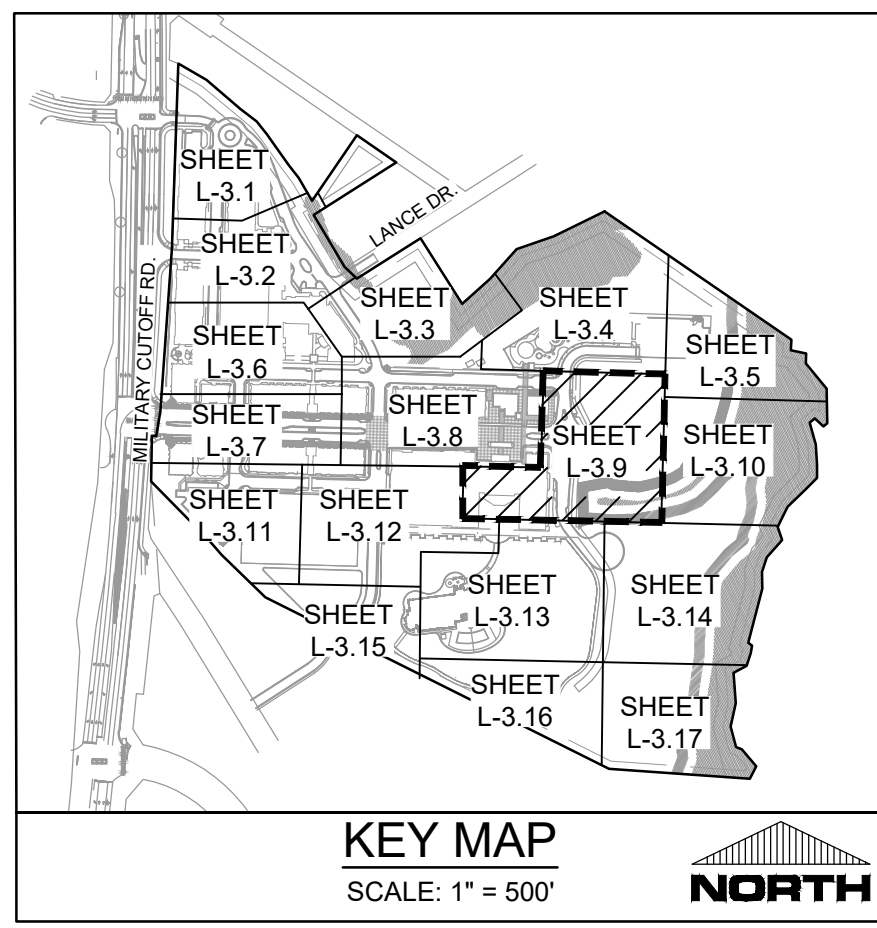 SHEET
L-3.1
SHEET
L-3.2
LANCE DR.
MILITARY CUTOFF RD.
SHEET
L-3.3
SHEET
L-3.4
SHEET
L-3.5
SHEET
L-3.6
SHEET
L-3.7
SHEET
L-3.8
SHEET
L-3.9
SHEET
L-3.10
SHEET
L-3.11
SHEET
L-3.12
SHEET
L-3.13
SHEET
L-3.14
SHEET
L-3.15
SHEET
L-3.16
SHEET
L-3.17
KEY MAP
SCALE: 1" = 500'
NORTH